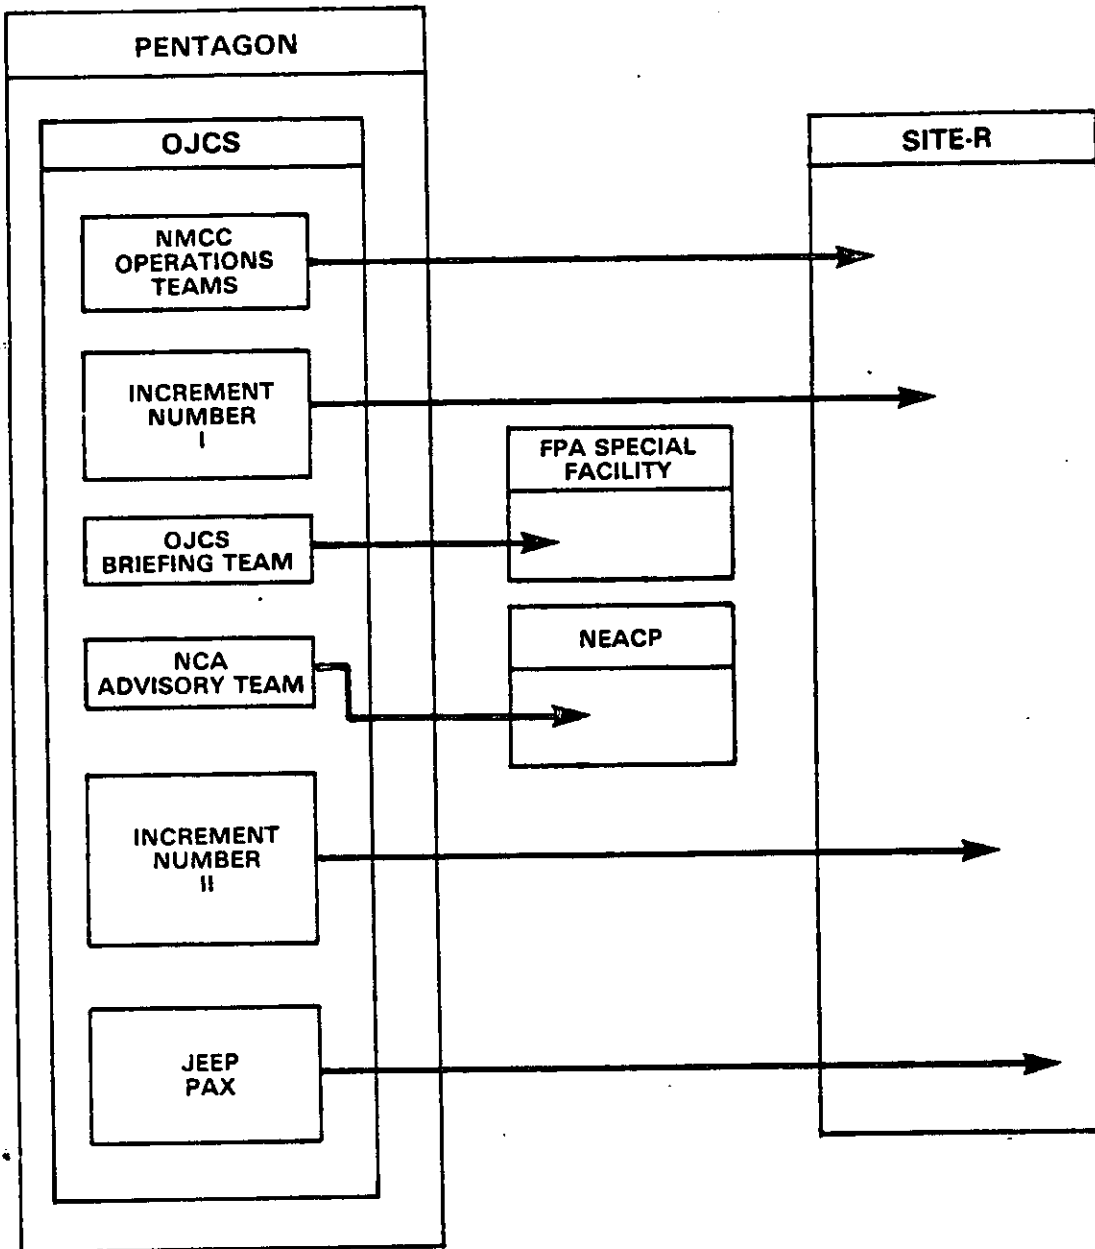 PENTAGON
OJCS
SITE-R
NMCC
OPERATIONS
TEAMS
INCREMENT
NUMBER
I
FPA SPECIAL
FACILITY
OJCS
BRIEFING TEAM
NEACP
NCA
ADVISORY TEAM
INCREMENT
NUMBER
II
JEEP
PAX